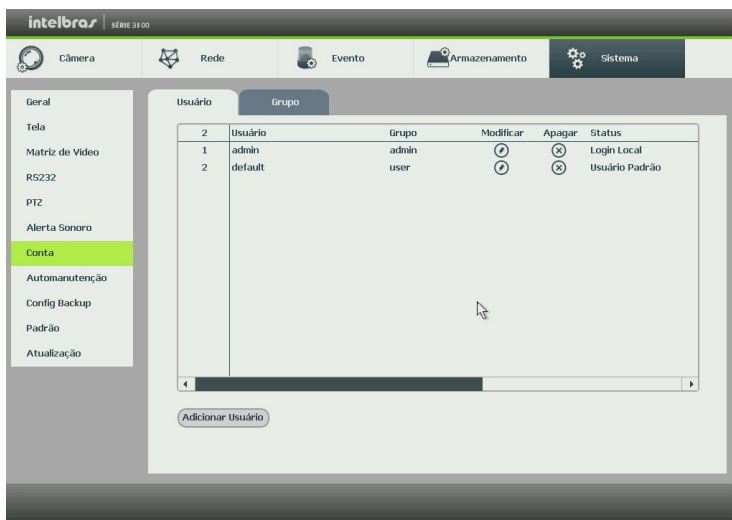 intelbras SÉRIE 3100
Câmera Rede Evento Armazenamento Sistema
Geral
Tela
Matriz de Vídeo
RS232
PTZ
Alerta Sonoro
Conta
Automanutenção
Config Backup
Padrão
Atualização
Usuário Grupo
2 Usuário Grupo Modificar Apagar Status
1 admin admin Login Local
2 default user Usuário Padrão
Adicionar Usuário